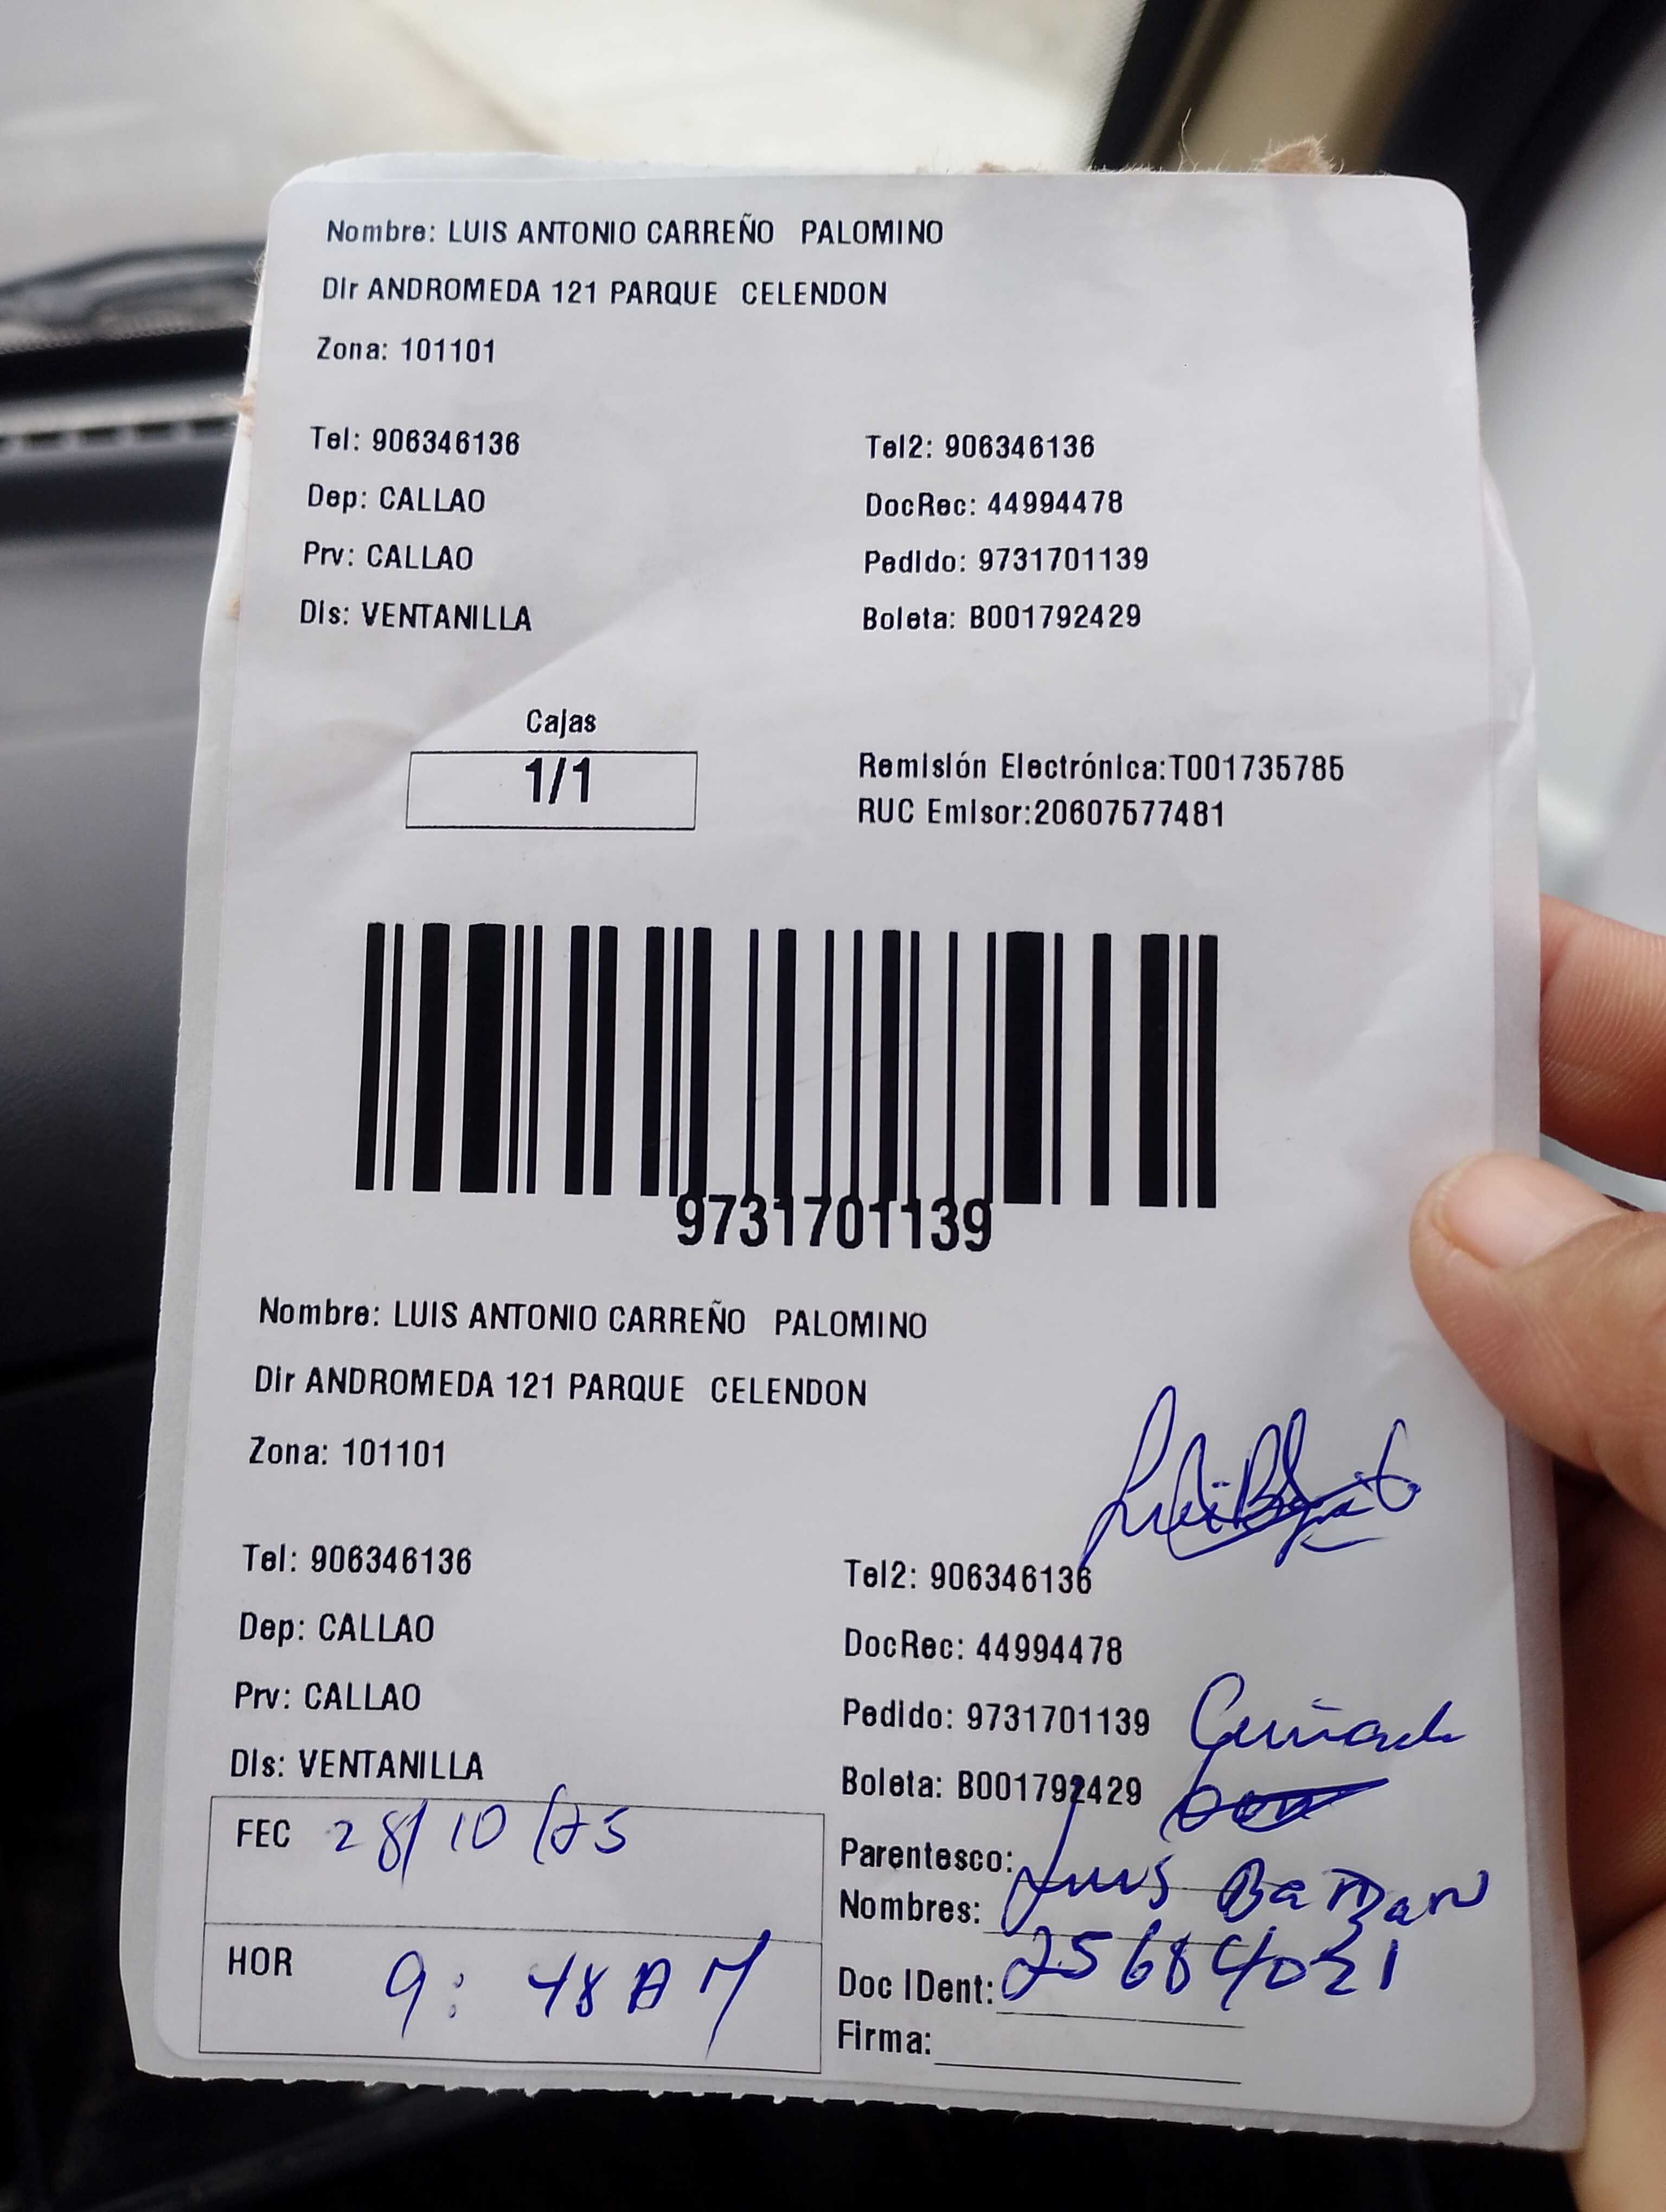 Nombre: LUIS ANTONIO CARREÑO PALOMINO
Dir ANDROMEDA 121 PARQUE CELENDON
Zona: 101101
Tel: 906346136
Tel2: 906346136
Dep: CALLAO
DocRec: 44994478
Prv: CALLAO
Pedido: 9731701139
Dis: VENTANILLA
Boleta: B001792429
Cajas
1/1
Remisión Electrónica:T001735785
RUC Emisor:20607577481
9731701139
Nombre: LUIS ANTONIO CARREÑO PALOMINO
Dir ANDROMEDA 121 PARQUE CELENDON
Zona: 101101
Tel: 906346136
Tel2: 906346136
Dep: CALLAO
DocRec: 44994478
Prv: CALLAO
Pedido: 9731701139
Dis: VENTANILLA
Boleta: B001792429
FEC 28/10/25
Parentesco:
Nombres: Luis
HOR 9:48 AM
Doc IDent:
Firma: